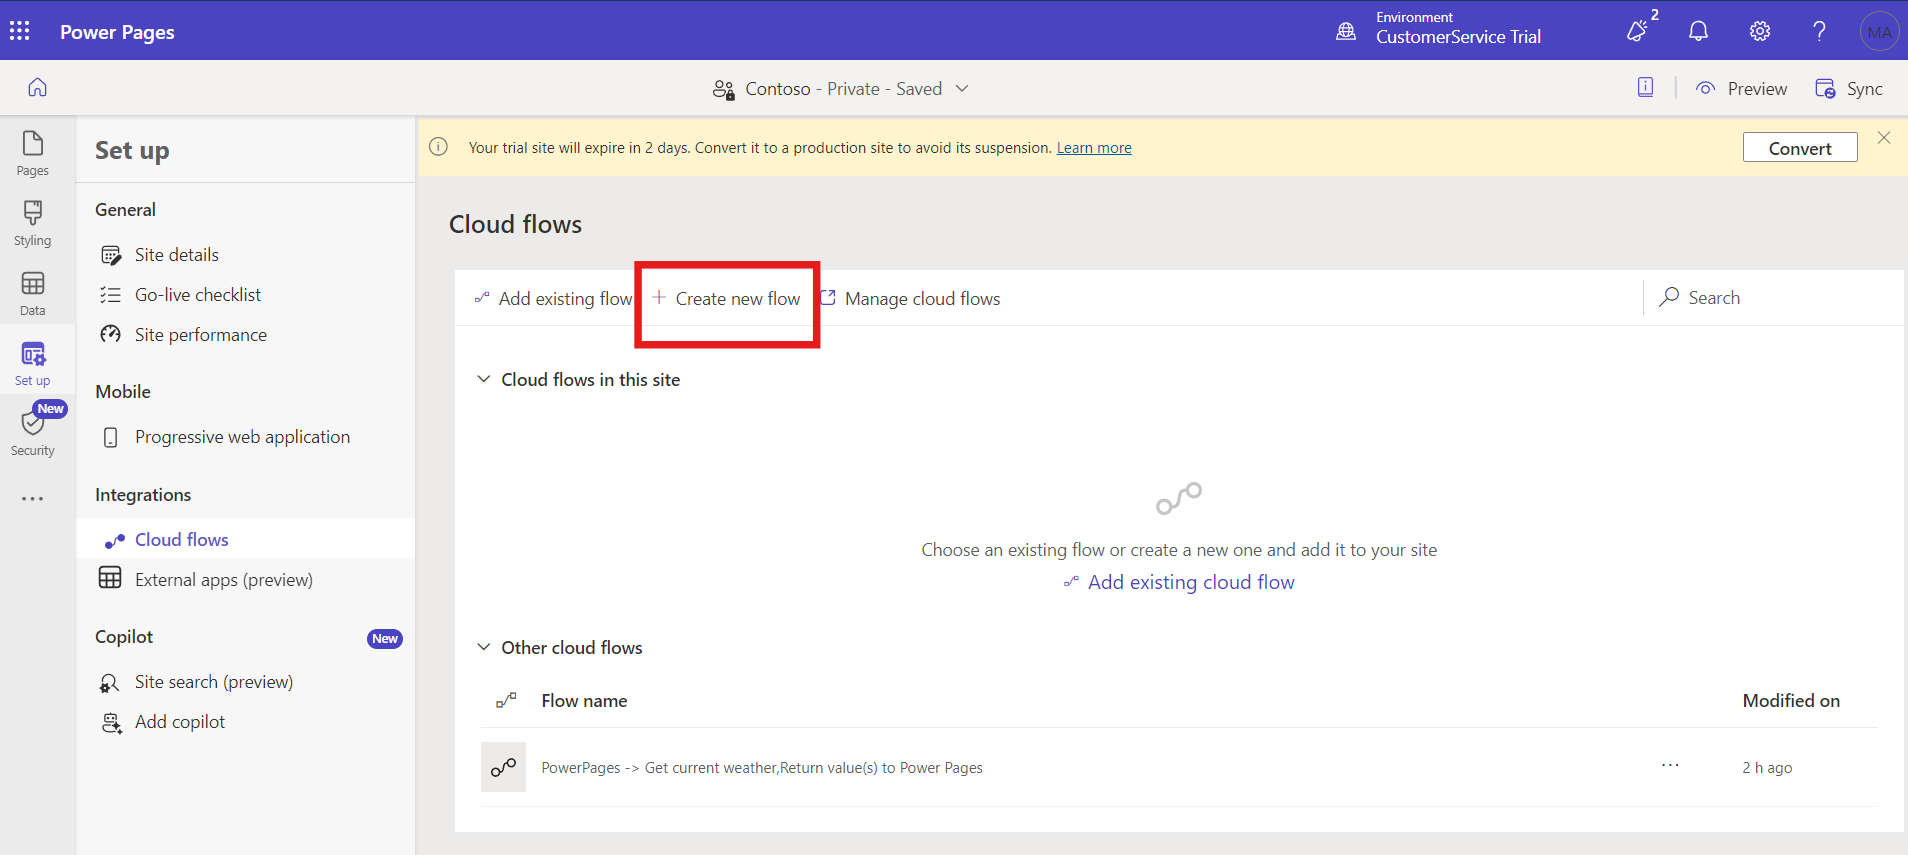 Power Pages
Environment
CustomerService Trial
2
MA
Contoso - Private - Saved
Preview
Sync
Pages
Styling
Data
Set up
New
Security
Set up
General
Site details
Go-live checklist
Site performance
Mobile
Progressive web application
Integrations
Cloud flows
External apps (preview)
Copilot
New
Site search (preview)
Add copilot
Your trial site will expire in 2 days. Convert it to a production site to avoid its suspension. Learn more
Convert
Cloud flows
Add existing flow
Create new flow
Manage cloud flows
Search
Cloud flows in this site
Choose an existing flow or create a new one and add it to your site
Add existing cloud flow
Other cloud flows
Flow name
Modified on
PowerPages -> Get current weather,Return value(s) to Power Pages
2 h ago